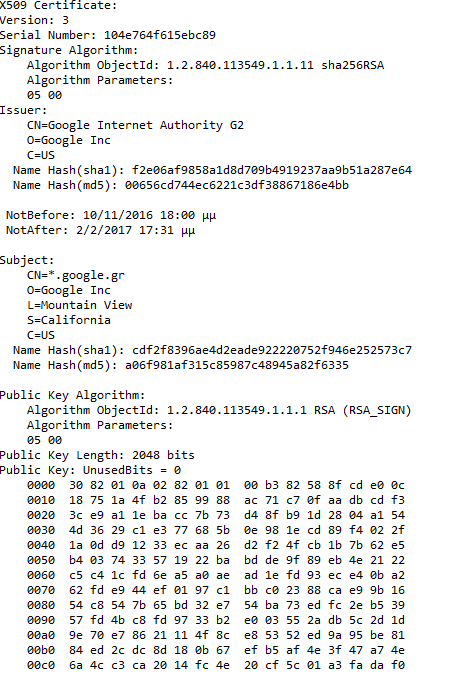 X509 Certificate:
Version: 3
Serial Number: 104e764f615ebc89
Signature Algorithm:
    Algorithm ObjectId: 1.2.840.113549.1.1.11 sha256RSA
    Algorithm Parameters:
    05 00
Issuer:
    CN=Google Internet Authority G2
    O=Google Inc
    C=US
  Name Hash(sha1): f2e06af9858a1d8d709b4919237aa9b51a287e64
  Name Hash(md5): 00656cd744ec6221c3df38867186e4bb

 NotBefore: 10/11/2016 18:00 μμ
 NotAfter: 2/2/2017 17:31 μμ

Subject:
    CN=*.google.gr
    O=Google Inc
    L=Mountain View
    S=California
    C=US
  Name Hash(sha1): cdf2f8396ae4d2eade922220752f946e252573c7
  Name Hash(md5): a06f981af315c85987c48945a82f6335

Public Key Algorithm:
    Algorithm ObjectId: 1.2.840.113549.1.1.1 RSA (RSA_SIGN)
    Algorithm Parameters:
    05 00
Public Key Length: 2048 bits
Public Key: UnusedBits = 0
    0000  30 82 01 0a 02 82 01 01  00 b3 82 58 8f cd e0 0c
    0010  18 75 1a 4f b2 85 99 88  ac 71 c7 0f aa db cd f3
    0020  3c e9 a1 1e ba cc 7b 73  d4 8f b9 1d 28 04 a1 54
    0030  4d 36 29 c1 e3 77 68 5b  0e 98 1e cd 89 f4 02 2f
    0040  1a 0d d9 12 33 ec aa 26  d2 f2 4f cb 1b 7b 62 e5
    0050  b4 03 74 33 57 19 22 ba  bd de 9f 89 eb 4e 21 22
    0060  c5 c4 1c fd 6e a5 a0 ae  ad 1e fd 93 ec e4 0b a2
    0070  62 fd e9 44 ef 01 97 c1  bb c0 23 88 ca e9 9b 16
    0080  54 c8 54 7b 65 bd 32 e7  54 ba 73 ed fc 2e b5 39
    0090  57 fd 4b c8 fd 97 33 b2  e0 03 55 2a db 5c 2d 1d
    00a0  9e 70 e7 86 21 11 4f 8c  e8 53 52 ed 9a 95 be 81
    00b0  84 ed 2c dc 8d 18 0b 67  ef b5 af 4e 3f 47 a7 4e
    00c0  6a 4c c3 ca 20 14 fc 4e  20 cf 5c 01 a3 fa da f0